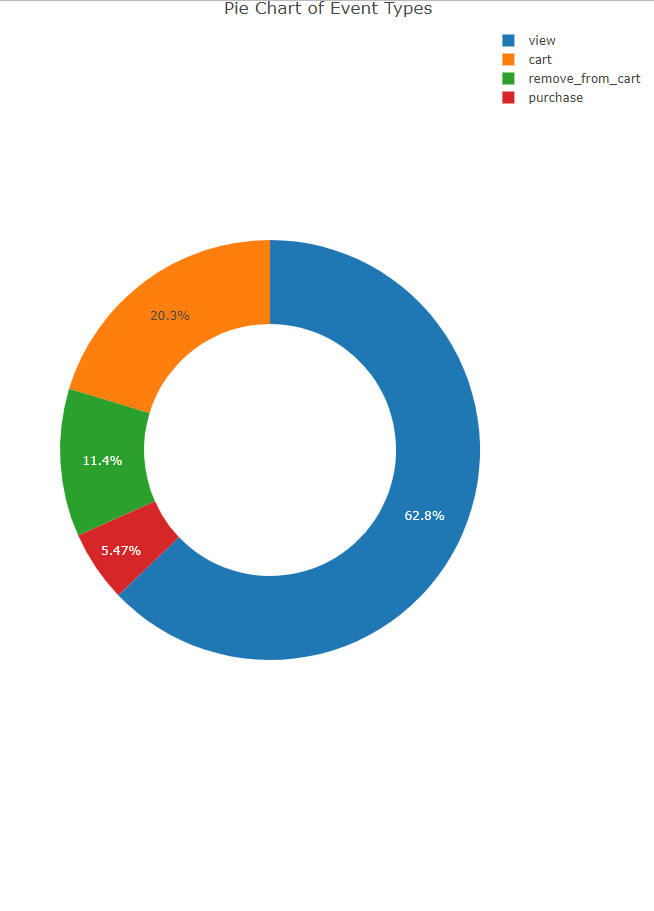 Pie Chart of Event Types
view
cart
remove_from_cart
purchase
20.3%
11.4%
62.8%
5.47%